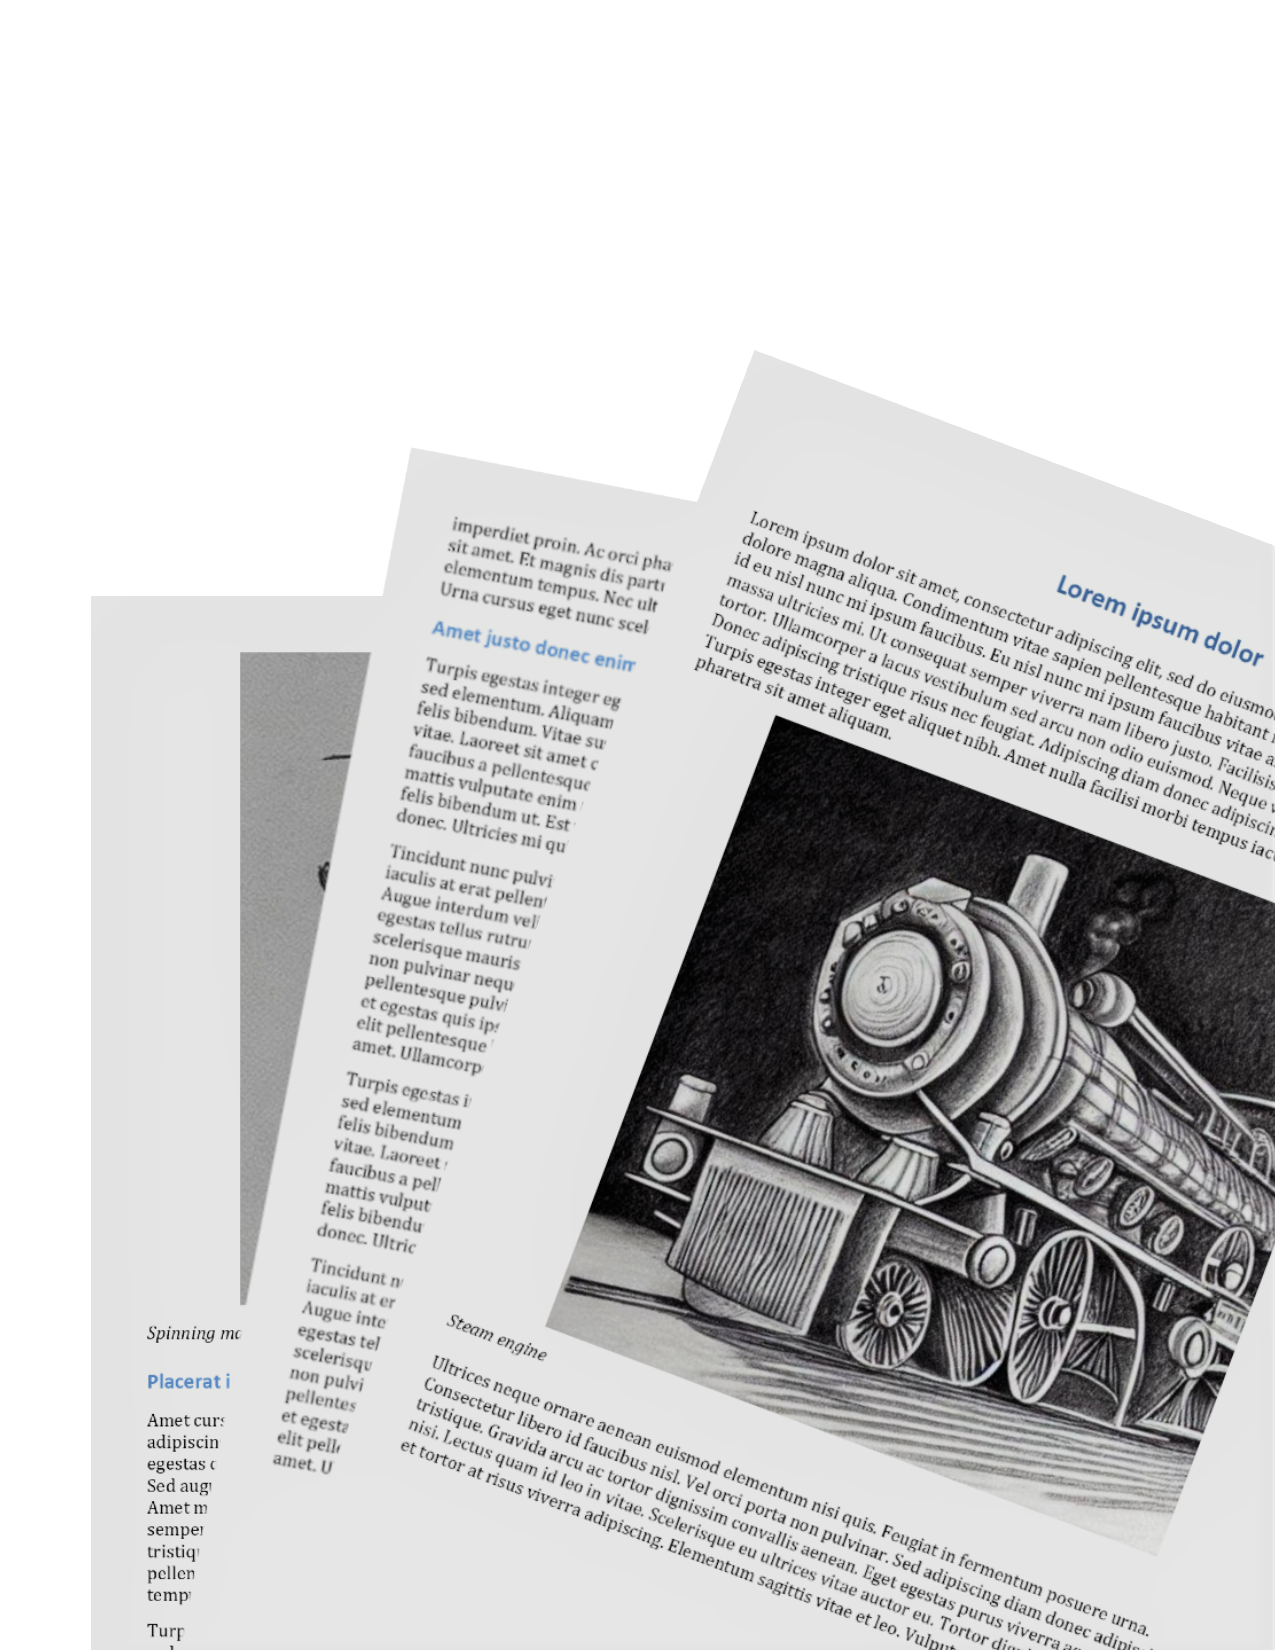 Lorem ipsum dolor
Lorem ipsum dolor sit amet, consectetur adipiscing elit, sed do eiusmo
dolore magna aliqua. Condimentum vitae sapien pellentesque habitant
id eu nisl nunc mi ipsum faucibus. Eu nisl nunc mi ipsum faucibus vitae
massa ultricies mi. Ut consequat semper viverra nam libero justo. Facilisis
tortor. Ullamcorper a lacus vestibulum sed arcu non odio euismod. Neque
Donec adipiscing tristique risus nec feugiat. Adipiscing diam donec adipiscin
Turpis egestas integer eget aliquet nibh. Amet nulla facilisi morbi tempus iac
pharetra sit amet aliquam.
Steam engine
Ultrices neque ornare aenean euismod elementum nisi quis. Feugiat in fermentum posuere urna.
Consectetur libero id faucibus nisl. Vel orci porta non pulvinar. Sed adipiscing diam donec adipis
tristique. Gravida arcu ac tortor dignissim convallis aenean. Eget egestas purus viverra ac
nisi. Lectus quam id leo in vitae. Scelerisque eu ultrices vitae auctor eu. Tortor dig
et tortor at risus viverra adipiscing. Elementum sagittis vitae et leo. Vulput
imperdiet proin. Ac orci pha
sit amet. Et magnis dis part
elementum tempus. Nec ult
Urna cursus eget nunc scel
Amet justo donec enim
Turpis egestas integer eg
sed elementum. Aliquam
felis bibendum. Vitae su
vitae. Laoreet sit amet c
faucibus a pellentesque
mattis vulputate enim
felis bibendum ut. Est
donec. Ultricies mi qu
Tincidunt nunc pulvi
iaculis at erat pellen
Augue interdum vel
egestas tellus rutru
scelerisque mauris
non pulvinar nequ
pellentesque pulvi
et egestas quis ips
elit pellentesque
amet. Ullamcorp
Turpis egestas i
sed elementum
felis bibendum
vitae. Laoreet
faucibus a pell
mattis vulput
felis bibendu
donec. Ultric
Tincidunt n
iaculis at er
Augue inte
egestas tel
scelerisqu
non pulvi
pellentes
et egesta
elit pelle
amet. U
Spinning ma
Placerat i
Amet curs
adipiscin
egestas c
Sed aug
Amet m
semper
tristiq
pellen
temp
Turp